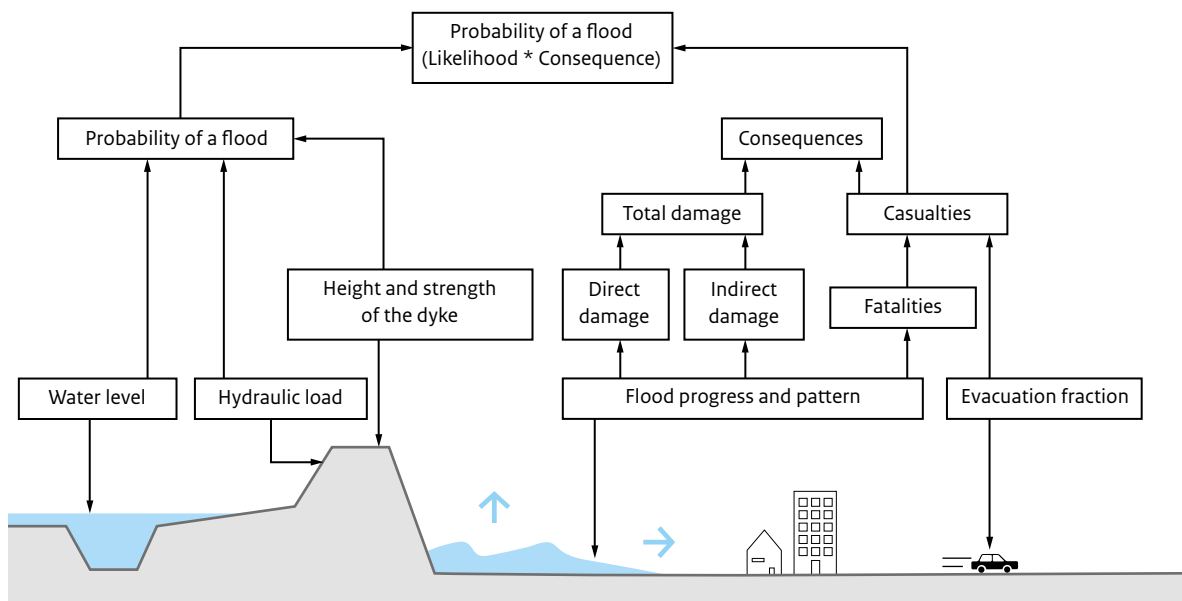 Probability of a flood
(Likelihood * Consequence)
Probability of a flood
Consequences
Total damage
Casualties
Height and strength
of the dyke
Direct
damage
Indirect
damage
Fatalities
Water level
Hydraulic load
Flood progress and pattern
Evacuation fraction